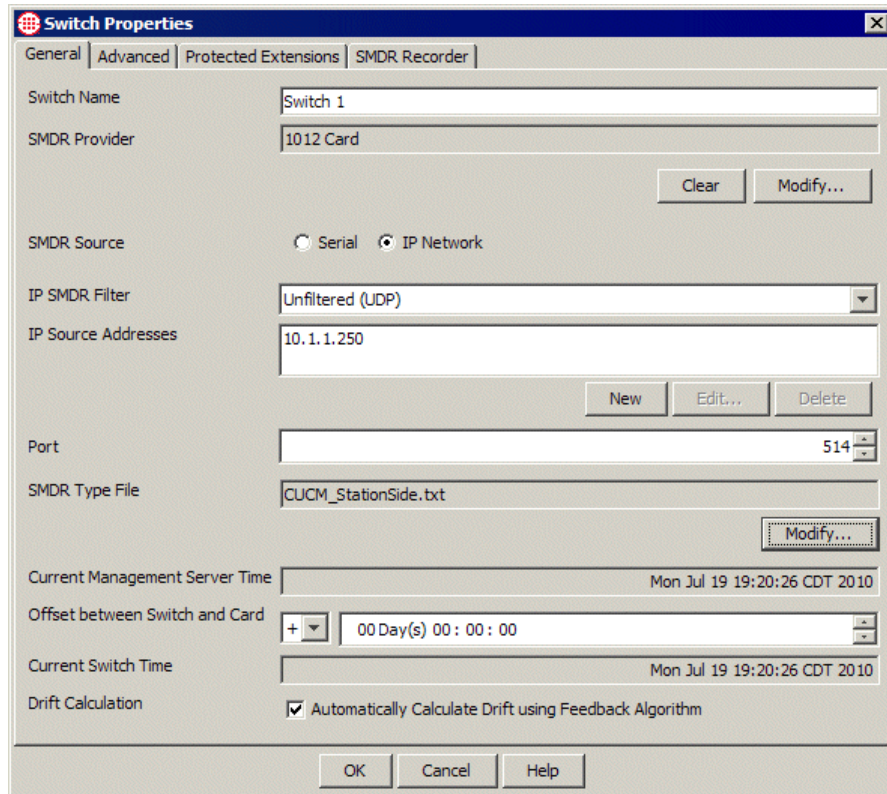 Switch Properties
General Advanced Protected Extensions SMDR Recorder
Switch Name Switch 1
SMDR Provider 1012 Card
Clear Modify...
SMDR Source Serial IP Network
IP SMDR Filter Unfiltered (UDP)
IP Source Addresses 10.1.1.250
New Edit... Delete
Port 514
SMDR Type File CUCM_StationSide.txt
Modify...
Current Management Server Time Mon Jul 19 19:20:26 CDT 2010
Offset between Switch and Card + 00 Day(s) 00 : 00 : 00
Current Switch Time Mon Jul 19 19:20:26 CDT 2010
Drift Calculation Automatically Calculate Drift using Feedback Algorithm
OK Cancel Help